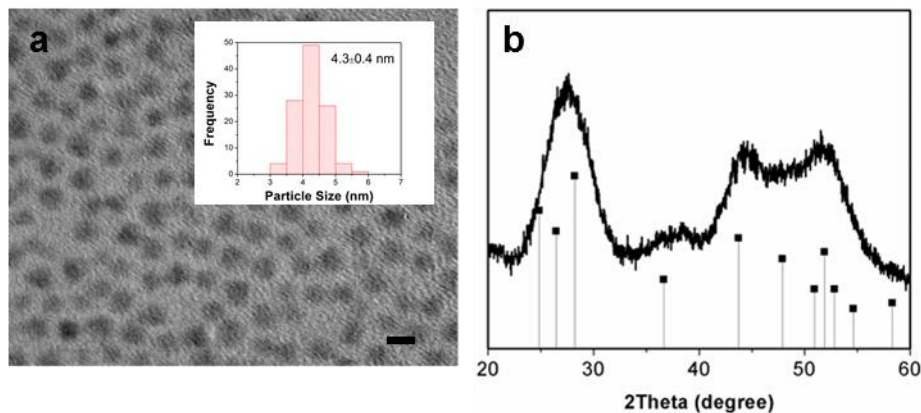 a
50
40
30
20
10
0
4.3±0.4 nm
Frequency
2 3 4 5 6 7
Particle Size (nm)
b
20 30 40 50 60
2Theta (degree)